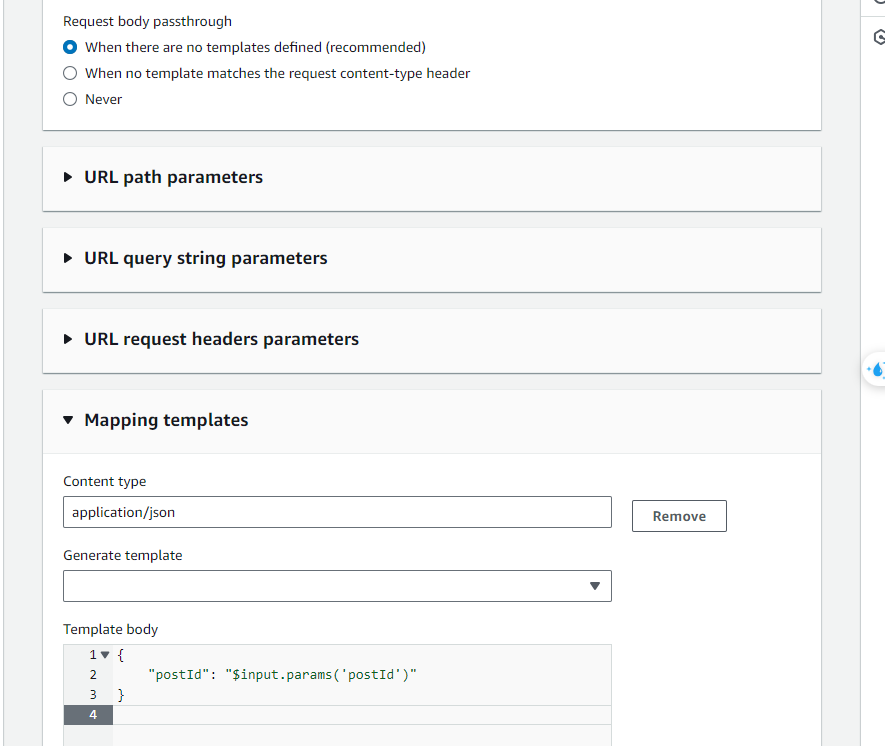 Request body passthrough
When there are no templates defined (recommended)
When no template matches the request content-type header
Never
URL path parameters
URL query string parameters
URL request headers parameters
Mapping templates
Content type
application/json
Remove
Generate template
Template body
1 {
2 "postId": "$input.params('postId')"
3 }
4